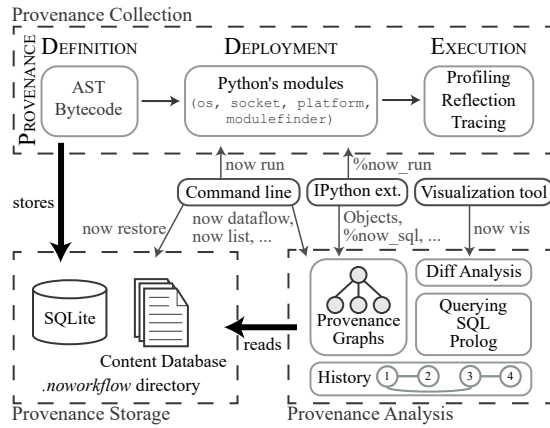 Provenance Collection
PROVENANCE
DEFINITION
DEPLOYMENT
EXECUTION
AST
Bytecode
Python's modules
(os, socket, platform,
modulefinder)
Profiling
Reflection
Tracing
now run
%now_run
stores
Command line
IPython ext.
Visualization tool
now restore
now dataflow,
now list, ...
Objects,
%now_sql, ...
now vis
SQLite
Content Database
.noworkflow directory
Provenance Storage
reads
Provenance
Graphs
Diff Analysis
Querying
SQL
Prolog
History
1 2 3 4
Provenance Analysis